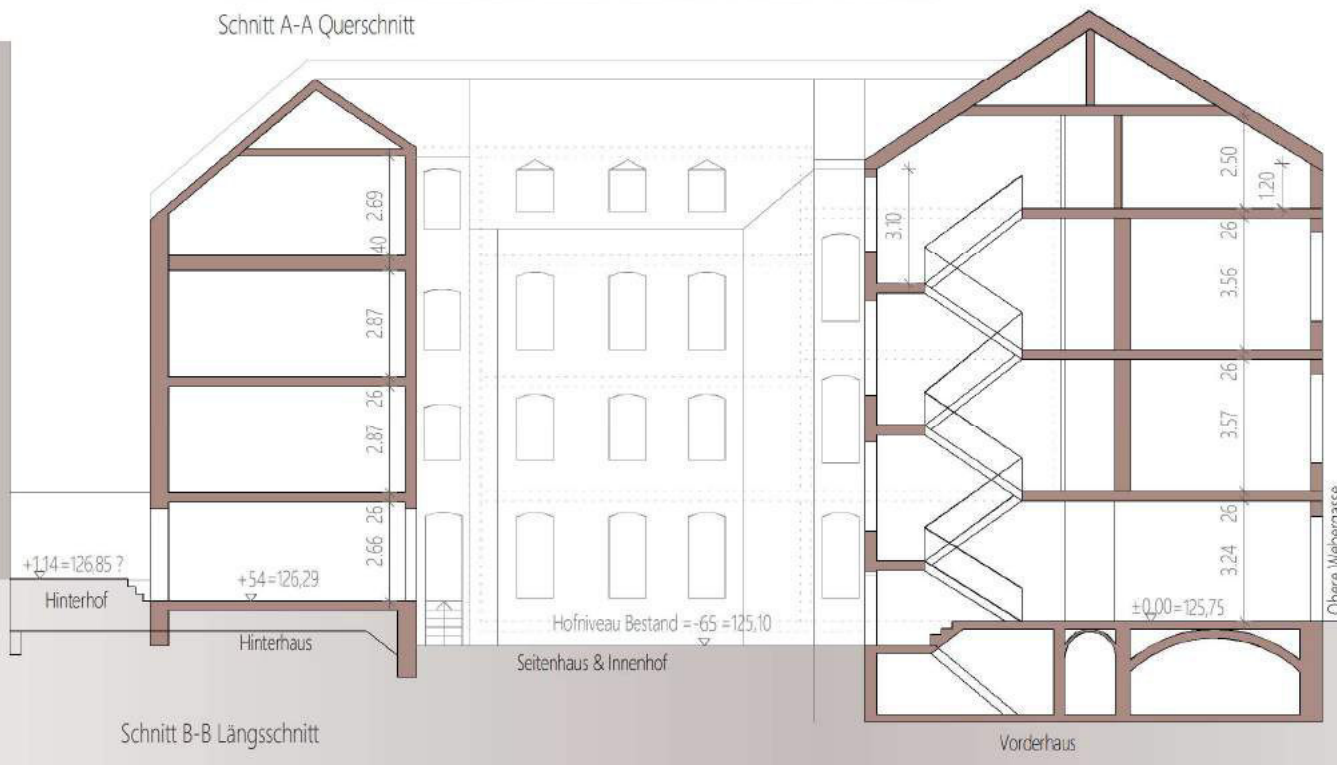 Schnitt A-A Querschnitt
2.69
40
2.87
26
2.87
26
2.66
3.10
2.50
1.20
26
3.56
26
3.57
26
3.24
+1,14=126,85 ?
Hinterhof
+54=126,29
Hinterhaus
Hofniveau Bestand =-65 =125,10
Seitenhaus & Innenhof
±0,00=125,75
Obere Webergasse
Schnitt B-B Längsschnitt
Vorderhaus